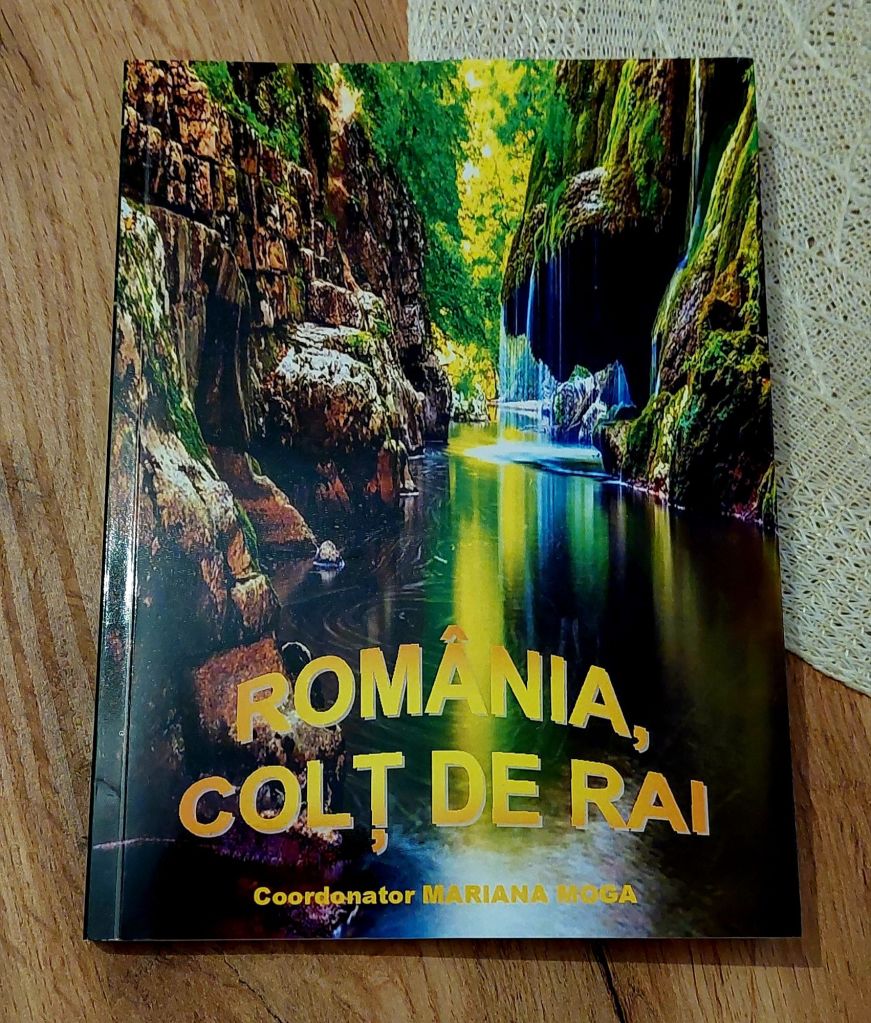 ROMÂNIA,
COLȚ DE RAI
Coordonator MARIANA MOGA